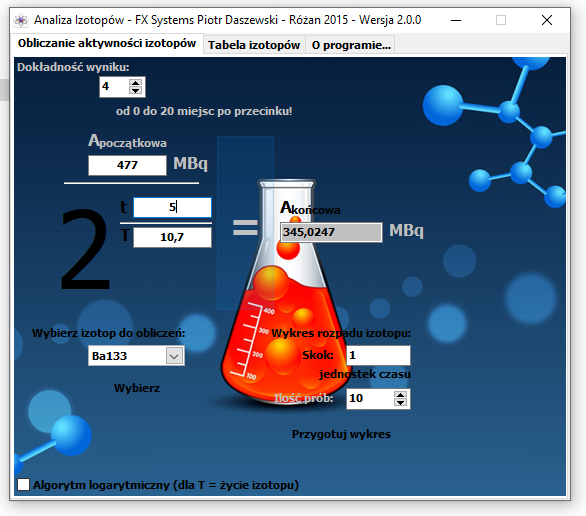 Analiza Izotopów - FX Systems Piotr Daszewski - Różan 2015 - Wersja 2.0.0
Obliczanie aktywności izotopów Tabela izotopów O programie...
Dokładność wyniku:
4
od 0 do 20 miejsc po przecinku!
Apoczątkowa
477 MBq
2
t 5
T 10,7
=
Akońcowa
345,0247 MBq
400
300
200
100
Wybierz izotop do obliczeń:
Ba133
Wybierz
Wykres rozpadu izotopu:
Skok: 1
jednostek czasu
Ilość prób: 10
Przygotuj wykres
Algorytm logarytmiczny (dla T = życie izotopu)